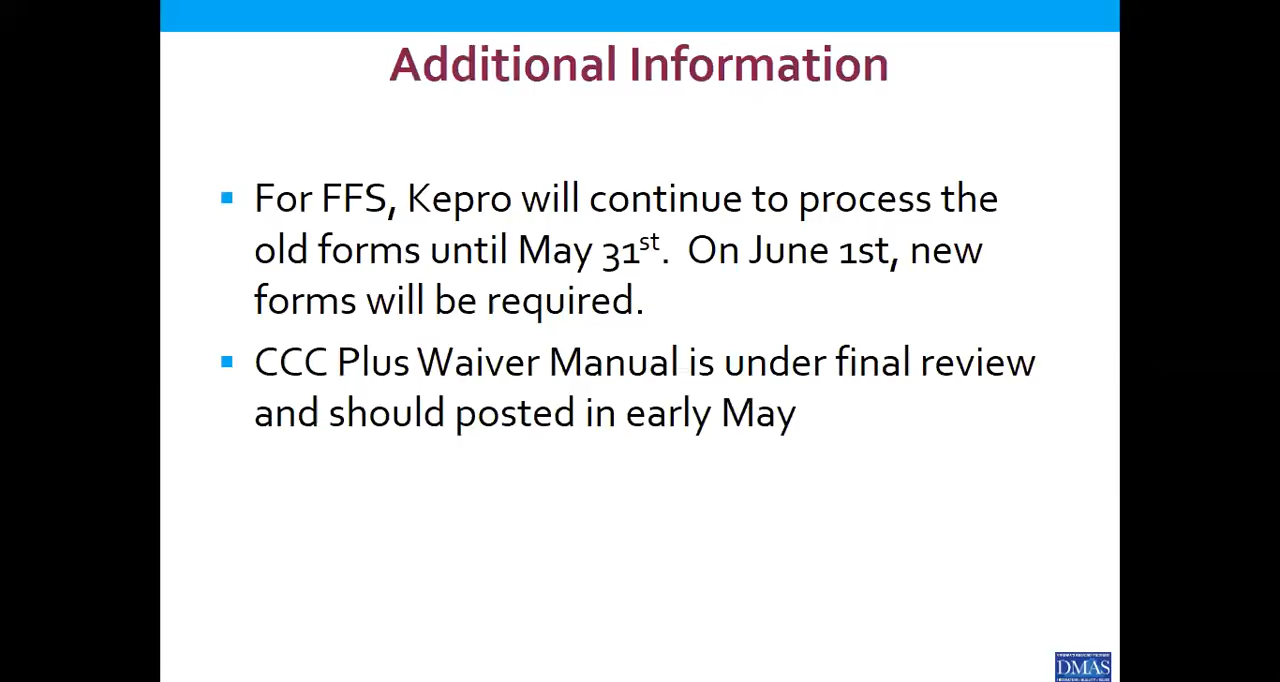 Additional Information
For FFS, Kepro will continue to process the
old forms until May 31st. On June 1st, new
forms will be required.
CCC Plus Waiver Manual is under final review
and should posted in early May
DMAS